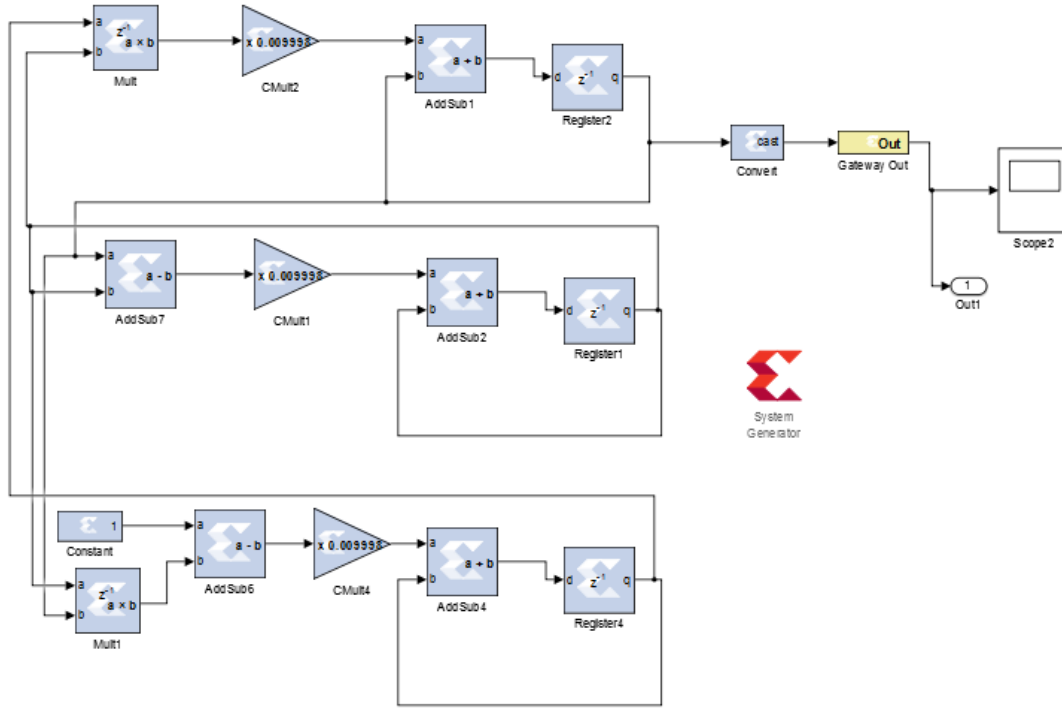 a
b
z⁻¹
a × b
Mult
x 0.009998
CMult2
a
b
a + b
AddSub1
d
z⁻¹
q
Register2
cast
Convert
Out
Gateway Out
Scope2
1
Out1
a
b
a - b
AddSub7
x 0.009998
CMult1
a
b
a + b
AddSub2
d
z⁻¹
q
Register1
System
Generator
1
Constant
a
b
z⁻¹
a × b
Mult1
a
b
a - b
AddSub6
x 0.009998
CMult4
a
b
a + b
AddSub4
d
z⁻¹
q
Register4